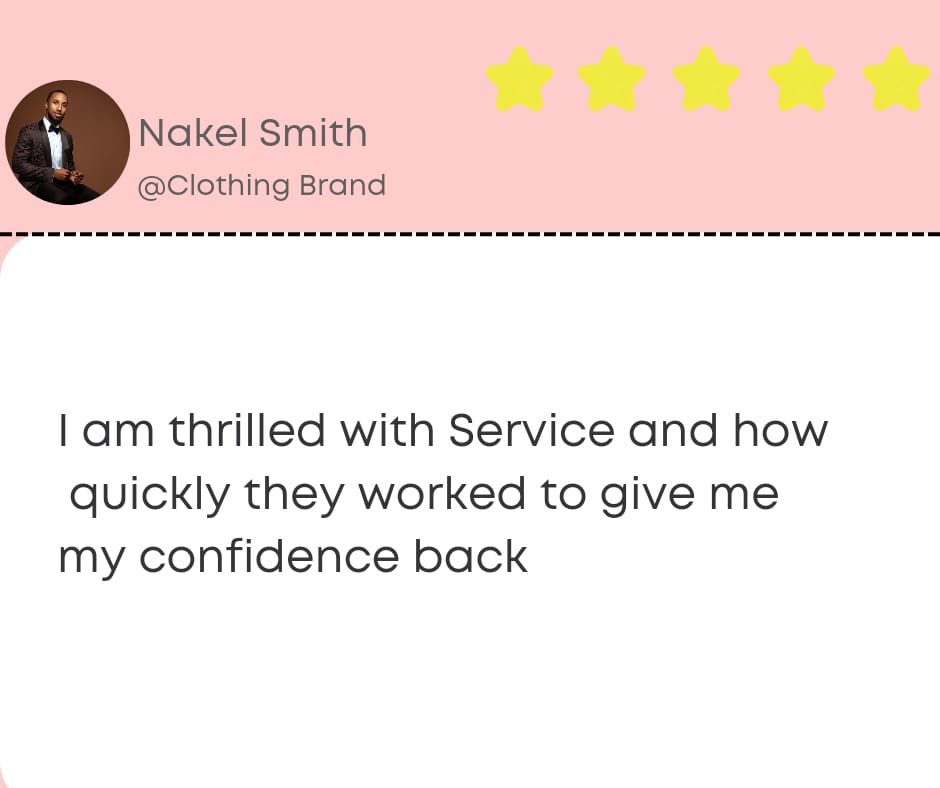 Nakel Smith
@Clothing Brand
I am thrilled with Service and how
quickly they worked to give me
my confidence back